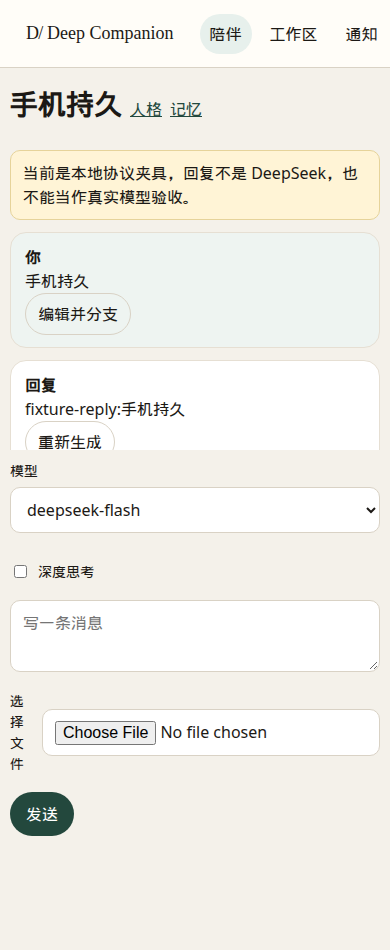 D/ Deep Companion 陪伴 工作区 通知
手机持久 人格 记忆
当前是本地协议夹具，回复不是 DeepSeek，也
不能当作真实模型验收。
你
手机持久
编辑并分支
回复
fixture-reply:手机持久
重新生成
模型
deepseek-flash
深度思考
写一条消息
选
择
文
件
Choose File No file chosen
发送